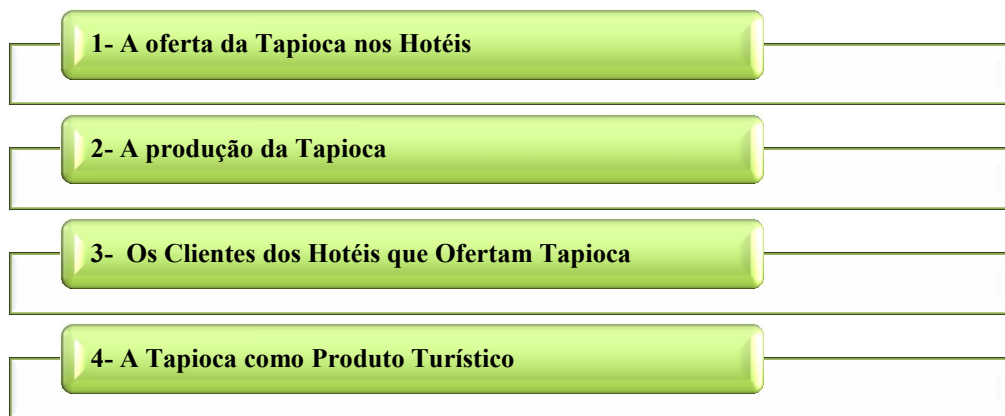 1- A oferta da Tapioca nos Hotéis
2- A produção da Tapioca
3- Os Clientes dos Hotéis que Ofertam Tapioca
4- A Tapioca como Produto Turístico